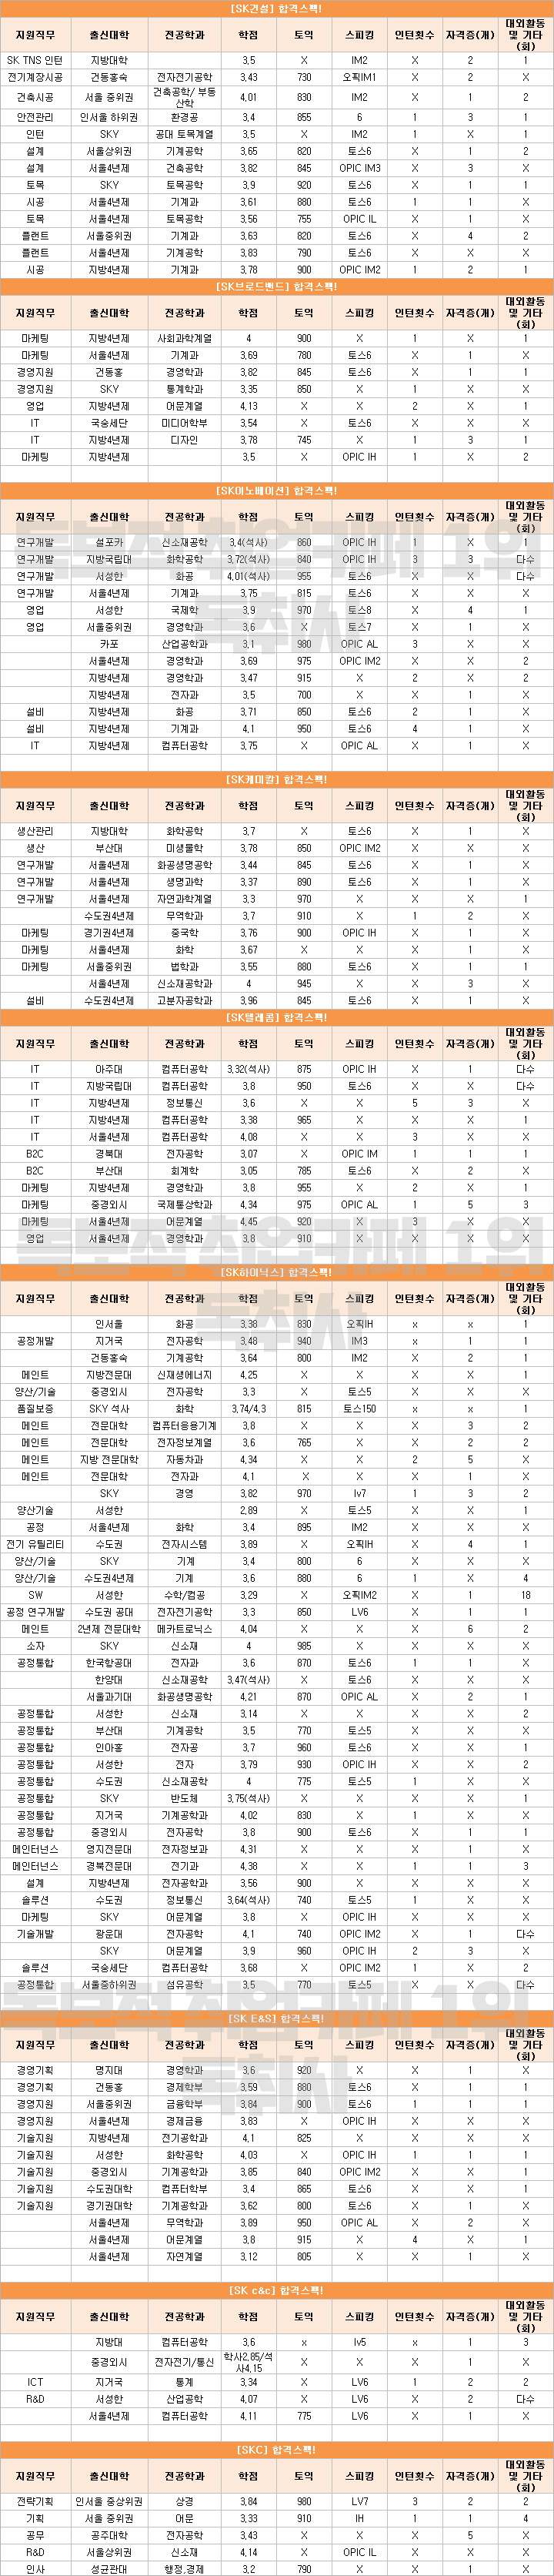 [SK건설] 합격스펙!
지원직무 출신대학 전공학과 학점 토익 스피킹 인턴횟수 자격증(개) 대외활동 및 기타(회)
SK TNS 인턴 지방대학 3.5 X IM2 X 2 1
전기계장시공 건동홍숙 전자전기공학 3.43 730 오픽IM1 X 2 X
건축시공 서울 중위권 건축공학/ 부동산학 4.01 830 IM2 X 1 2
안전관리 인서울 하위권 환경공 3.4 855 6 1 3 1
인턴 SKY 공대 토목계열 3.5 X IM2 1 X 1
설계 서울상위권 기계공학 3.65 820 토스6 X 1 2
설계 서울4년제 건축공학 3.82 845 OPIC IM3 X 3 X
토목 SKY 토목공학 3.9 920 토스6 X 1 1
시공 서울4년제 기계과 3.61 880 토스6 1 1 X
토목 서울4년제 토목공학 3.56 755 OPIC IL X 1 X
플랜트 서울중위권 기계과 3.63 820 토스6 X 4 2
플랜트 서울4년제 기계공학 3.83 790 토스6 X X X
시공 지방4년제 기계과 3.78 900 OPIC IM2 1 2 1
[SK브로드밴드] 합격스펙!
지원직무 출신대학 전공학과 학점 토익 스피킹 인턴횟수 자격증(개) 대외활동 및 기타(회)
마케팅 지방4년제 사회과학계열 4 900 X 1 X 1
마케팅 서울4년제 기계과 3.69 780 토스6 X 1 X
경영지원 건동홍 경영학과 3.82 845 토스6 1 X 1
경영지원 SKY 통계학과 3.35 850 X 1 X X
영업 지방4년제 어문계열 4.13 X X 2 X 1
IT 국숭세단 미디어학부 3.54 X 토스6 X X X
IT 지방4년제 디자인 3.78 745 X 1 3 1
마케팅 지방4년제 3.5 X OPIC IH 1 X 2
[SK이노베이션] 합격스펙!
지원직무 출신대학 전공학과 학점 토익 스피킹 인턴횟수 자격증(개) 대외활동 및 기타(회)
연구개발 설포카 신소재공학 3.4(석사) 860 OPIC IH 1 X 1
연구개발 지방국립대 화학공학 3.72(석사) 840 OPIC IH 3 3 다수
연구개발 서성한 화공 4.01(석사) 955 토스6 X X 다수
연구개발 서울4년제 기계과 3.75 815 토스6 X X X
영업 서성한 국제학 3.9 970 토스8 X 4 1
영업 서울중위권 경영학과 3.6 X 토스7 X 1 X
카포 산업공학과 3.1 980 OPIC AL 3 X X
서울4년제 경영학과 3.69 975 OPIC IM2 X X 2
지방4년제 경영학과 3.47 915 X 2 X 2
지방4년제 전자과 3.5 700 X X 1 X
설비 지방4년제 화공 3.71 850 토스6 2 1 X
설비 지방4년제 기계과 4.1 950 토스6 4 1 X
IT 지방4년제 컴퓨터공학 3.75 X OPIC AL X 1 X
[SK케미칼] 합격스펙!
지원직무 출신대학 전공학과 학점 토익 스피킹 인턴횟수 자격증(개) 대외활동 및 기타(회)
생산관리 지방대학 화학공학 3.7 X 토스6 X 1 X
생산 부산대 미생물학 3.78 850 OPIC IM2 X X X
연구개발 서울4년제 화공생명공학 3.44 845 토스6 X 1 X
연구개발 서울4년제 생명과학 3.37 890 토스6 X 1 X
연구개발 서울4년제 자연과학계열 3.3 970 X X X 1
수도권4년제 무역학과 3.7 910 X 1 2 X
마케팅 경기권4년제 중국학 3.76 900 OPIC IH X 1 X
마케팅 서울4년제 화학 3.67 X X X 1 X
마케팅 서울중위권 법학과 3.55 880 토스6 X 1 1
서울4년제 신소재공학과 4 945 X X 3 X
설비 수도권4년제 고분자공학과 3.96 845 토스6 X 1 X
[SK텔레콤] 합격스펙!
지원직무 출신대학 전공학과 학점 토익 스피킹 인턴횟수 자격증(개) 대외활동 및 기타(회)
IT 아주대 컴퓨터공학 3.32(석사) 875 OPIC IH X 1 다수
IT 지방국립대 컴퓨터공학 3.8 950 토스6 X X 다수
IT 지방4년제 정보통신 3.6 X X 5 3 X
IT 지방4년제 컴퓨터공학 3.38 965 X X X 1
IT 서울4년제 컴퓨터공학 4.08 X X 3 X X
B2C 경북대 전자공학 3.07 X OPIC IM 1 1 1
B2C 부산대 회계학 3.05 785 토스6 X 2 X
마케팅 지방4년제 경영학과 3.8 955 X 2 X 1
마케팅 중경외시 국제통상학과 4.34 975 OPIC AL 1 5 3
마케팅 서울4년제 어문계열 4.45 920 X 3 X X
영업 서울4년제 경영학과 3.8 910 X X X X
[SK하이닉스] 합격스펙!
지원직무 출신대학 전공학과 학점 토익 스피킹 인턴횟수 자격증(개) 대외활동 및 기타(회)
인서울 화공 3.38 830 오픽IH x x 1
공정개발 지거국 전자공학 3.48 940 IM3 x 1 1
건동홍숙 기계공학 3.64 800 IM2 X 2 1
메인트 지방전문대 신재생에너지 4.25 X X X X 1
양산/기술 중경외시 전자공학 3.3 X 토스5 X X X
품질보증 SKY 석사 화학 3.74/4.3 815 토스150 x x 1
메인트 전문대학 컴퓨터응용기계 3.8 X X X 3 2
메인트 전문대학 전자정보계열 3.6 765 X X 2 2
메인트 지방 전문대학 자동차과 4.34 X X 2 5 X
메인트 전문대학 전자과 4.1 X X X 1 X
SKY 경영 3.82 970 lv7 1 3 2
양산기술 서성한 2.89 X 토스5 X X 1
공정 서울4년제 화학 3.4 895 IM2 X X X
전기 유틸리티 수도권 전자시스템 3.89 X 오픽IH X 4 1
양산/기술 SKY 기계 3.4 800 6 X X X
양산/기술 수도권4년제 기계 3.6 880 6 1 X 4
SW 서성한 수학/컴공 3.29 X 오픽IM2 X 1 18
공정 연구개발 수도권 공대 전자전기공학 3.3 850 LV6 X 1 1
메인트 2년제 전문대학 메카트로닉스 4.04 X X X 6 2
소자 SKY 신소재 4 985 X X X X
공정통합 한국항공대 전자과 3.6 870 토스6 1 1 X
한양대 신소재공학 3.47(석사) X 토스6 X X X
서울과기대 화공생명공학 4.21 870 OPIC AL X 2 1
공정통합 서성한 신소재 3.14 X X X X 2
공정통합 부산대 기계공학 3.5 770 토스5 X X 1
공정통합 인아홍 전자공 3.7 960 토스6 X X 1
공정통합 서성한 전자 3.79 930 OPIC IH X X 2
공정통합 수도권 신소재공학 4 775 토스5 1 X X
공정통합 SKY 반도체 3.75(석사) X X X X 1
공정통합 지거국 기계공학과 4.02 830 X 1 X X
공정통합 중경외시 전자공학 3.8 900 토스6 X 1 1
메인터넌스 영지전문대 전자정보과 4.31 X X X 1 X
메인터넌스 경북전문대 전기과 4.38 X X 1 1 3
설계 지방4년제 전자공학과 3.56 900 X X X X
솔루션 수도권 정보통신 3.64(석사) 740 토스5 1 X X
마케팅 SKY 어문계열 3.8 X OPIC IH X X X
기술개발 광운대 전자공학 4.1 740 OPIC IM2 X 1 다수
SKY 어문계열 3.9 960 OPIC IH 2 3 X
솔루션 국숭세단 컴퓨터공학 3.68 X OPIC IM2 1 X 2
공정통합 서울중하위권 섬유공학 3.5 770 토스5 X X 다수
[SK E&S] 합격스펙!
지원직무 출신대학 전공학과 학점 토익 스피킹 인턴횟수 자격증(개) 대외활동 및 기타(회)
경영기획 명지대 경영학과 3.6 920 X X 1 X
경영기획 건동홍 경제학부 3.59 880 토스6 X 1 1
경영지원 서울중위권 금융학부 3.84 900 토스6 1 1 1
경영지원 서울4년제 경제금융 3.83 X OPIC IH X X X
기술지원 지방4년제 전기공학과 4.1 825 X X 1 X
기술지원 서성한 화학공학 4.03 X OPIC IH 1 1 1
기술지원 중경외시 기계공학과 3.85 840 OPIC IM2 X X 1
기술지원 수도권대학 컴퓨터학부 3.4 865 토스6 X X 1
기술지원 경기권대학 기계공학과 3.62 800 토스6 X 1 X
서울4년제 무역학과 3.89 950 OPIC AL X 2 X
서울4년제 어문계열 3.8 915 X 4 X 1
서울4년제 자연계열 3.12 805 X X 1 X
[SK c&c] 합격스펙!
지원직무 출신대학 전공학과 학점 토익 스피킹 인턴횟수 자격증(개) 대외활동 및 기타(회)
지방대 컴퓨터공학 3.6 x lv5 x 1 3
중경외시 전자전기/통신 학사2.85/석사4.15 X X X 1 X
ICT 지거국 통계 3.34 X LV6 1 2 2
R&D 서성한 산업공학 4.07 X LV6 X 2 다수
서울4년제 컴퓨터공학 4.11 775 LV6 X 1 X
[SKC] 합격스펙!
지원직무 출신대학 전공학과 학점 토익 스피킹 인턴횟수 자격증(개) 대외활동 및 기타(회)
전략기획 인서울 중상위권 상경 3.84 980 LV7 3 2 2
기획 서울 중위권 어문 3.33 910 IH 1 1 4
공무 공주대학 전자공학 3.43 X X X 5 X
R&D 서울상위권 신소재 4.14 X OPIC IL X X X
인사 성균관대 행정,경제 3.2 790 X X 1 X
독보적 취업카페 1위
독취사
독보적 취업카페 1위
독취사
독보적 취업카페 1위
독취사